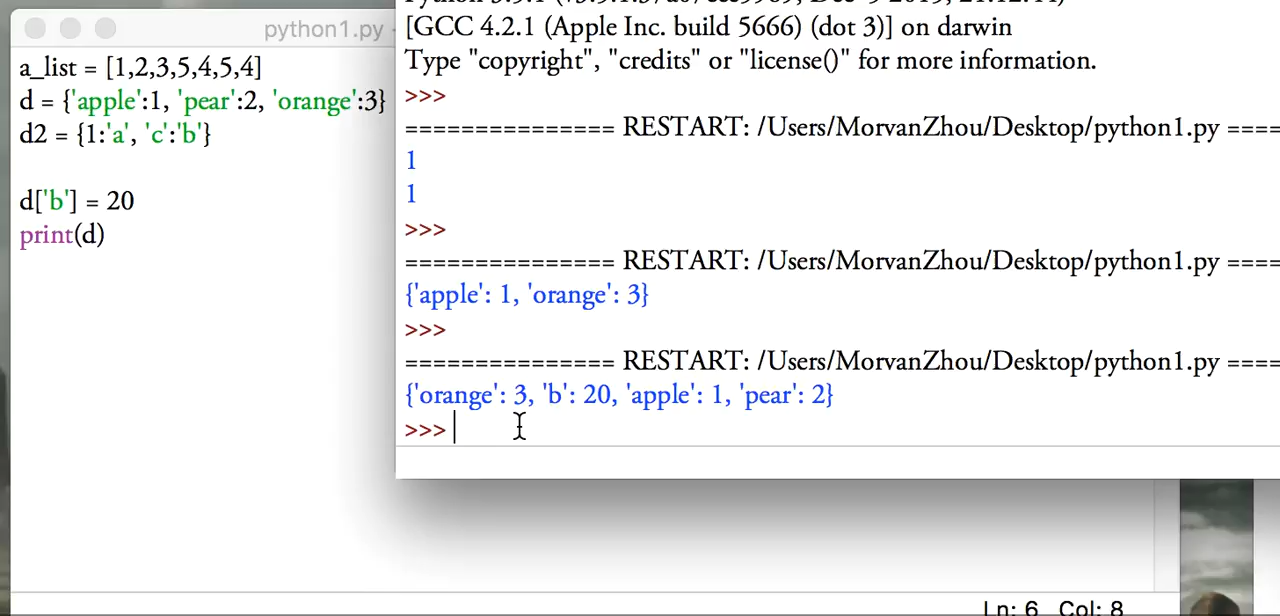 python1.py
a_list = [1,2,3,5,4,5,4]
d = {'apple':1, 'pear':2, 'orange':3}
d2 = {1:'a', 'c':'b'}
d['b'] = 20
print(d)
[GCC 4.2.1 (Apple Inc. build 5666) (dot 3)] on darwin
Type "copyright", "credits" or "license()" for more information.
>>>
=============== RESTART: /Users/MorvanZhou/Desktop/python1.py ====
1
1
>>>
=============== RESTART: /Users/MorvanZhou/Desktop/python1.py ====
{'apple': 1, 'orange': 3}
>>>
=============== RESTART: /Users/MorvanZhou/Desktop/python1.py ====
{'orange': 3, 'b': 20, 'apple': 1, 'pear': 2}
>>>
Ln: 6 Col: 8